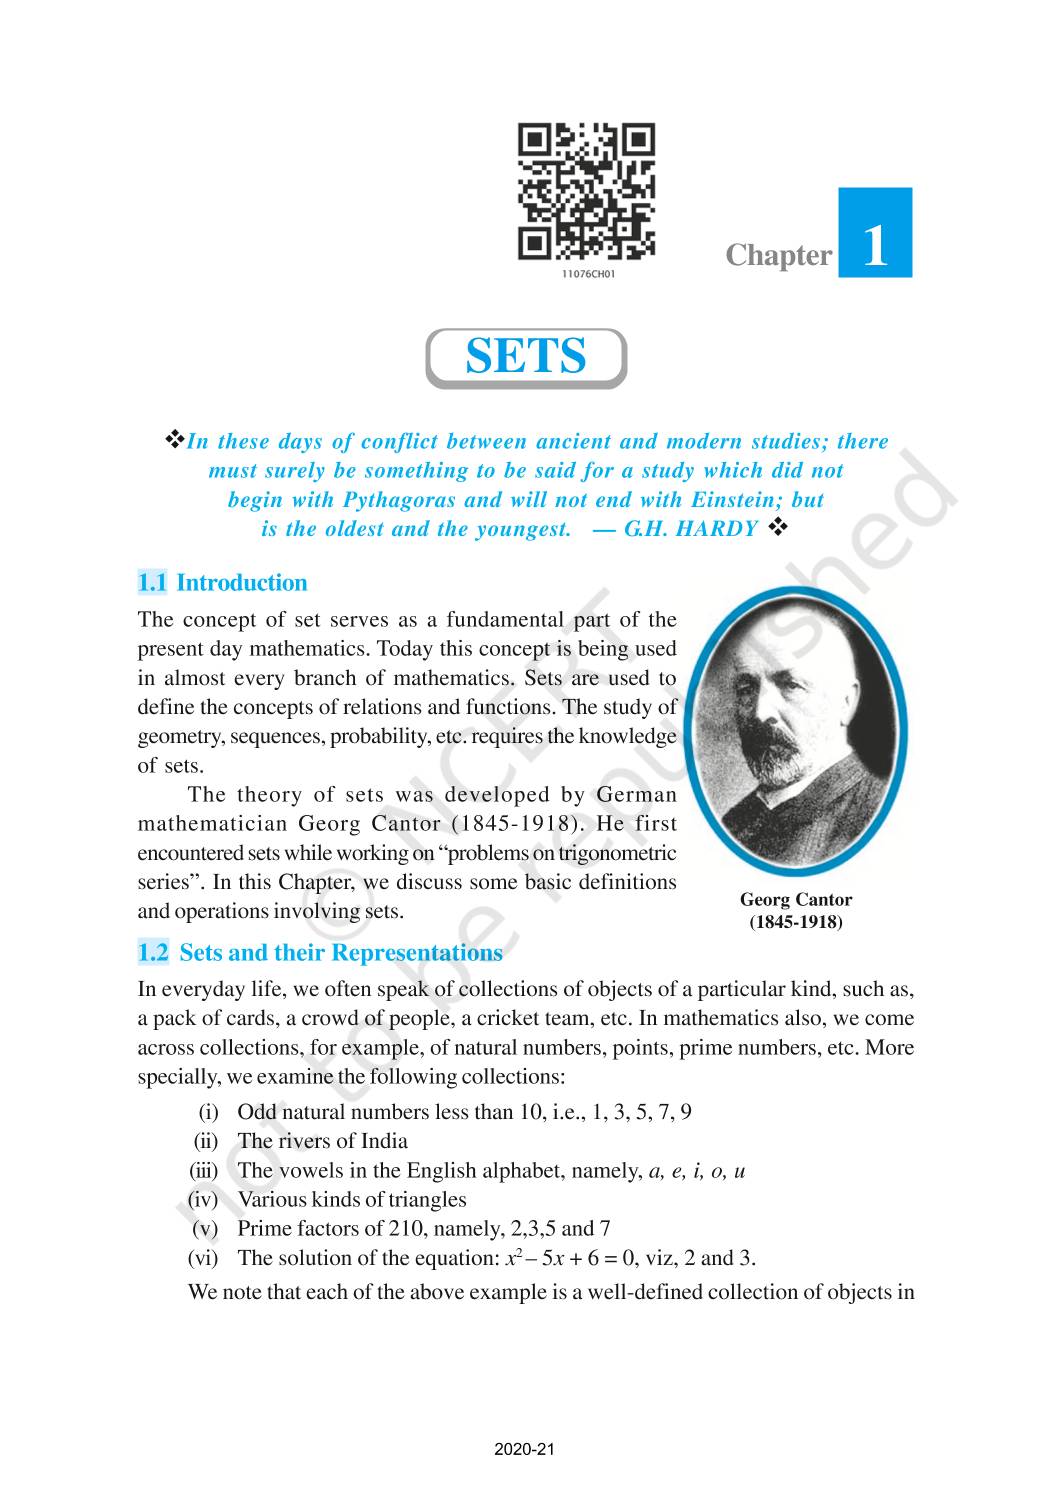 11076CH01
Chapter 1
SETS
❖In these days of conflict between ancient and modern studies; there
must surely be something to be said for a study which did not
begin with Pythagoras and will not end with Einstein; but
is the oldest and the youngest. — G.H. HARDY ❖
1.1 Introduction
The concept of set serves as a fundamental part of the
present day mathematics. Today this concept is being used
in almost every branch of mathematics. Sets are used to
define the concepts of relations and functions. The study of
geometry, sequences, probability, etc. requires the knowledge
of sets.
The theory of sets was developed by German
mathematician Georg Cantor (1845-1918). He first
encountered sets while working on “problems on trigonometric
series”. In this Chapter, we discuss some basic definitions
and operations involving sets.
Georg Cantor
(1845-1918)
1.2 Sets and their Representations
In everyday life, we often speak of collections of objects of a particular kind, such as,
a pack of cards, a crowd of people, a cricket team, etc. In mathematics also, we come
across collections, for example, of natural numbers, points, prime numbers, etc. More
specially, we examine the following collections:
(i) Odd natural numbers less than 10, i.e., 1, 3, 5, 7, 9
(ii) The rivers of India
(iii) The vowels in the English alphabet, namely, a, e, i, o, u
(iv) Various kinds of triangles
(v) Prime factors of 210, namely, 2,3,5 and 7
(vi) The solution of the equation: x² – 5x + 6 = 0, viz, 2 and 3.
We note that each of the above example is a well-defined collection of objects in
© NCERT
not to be republished
2020-21